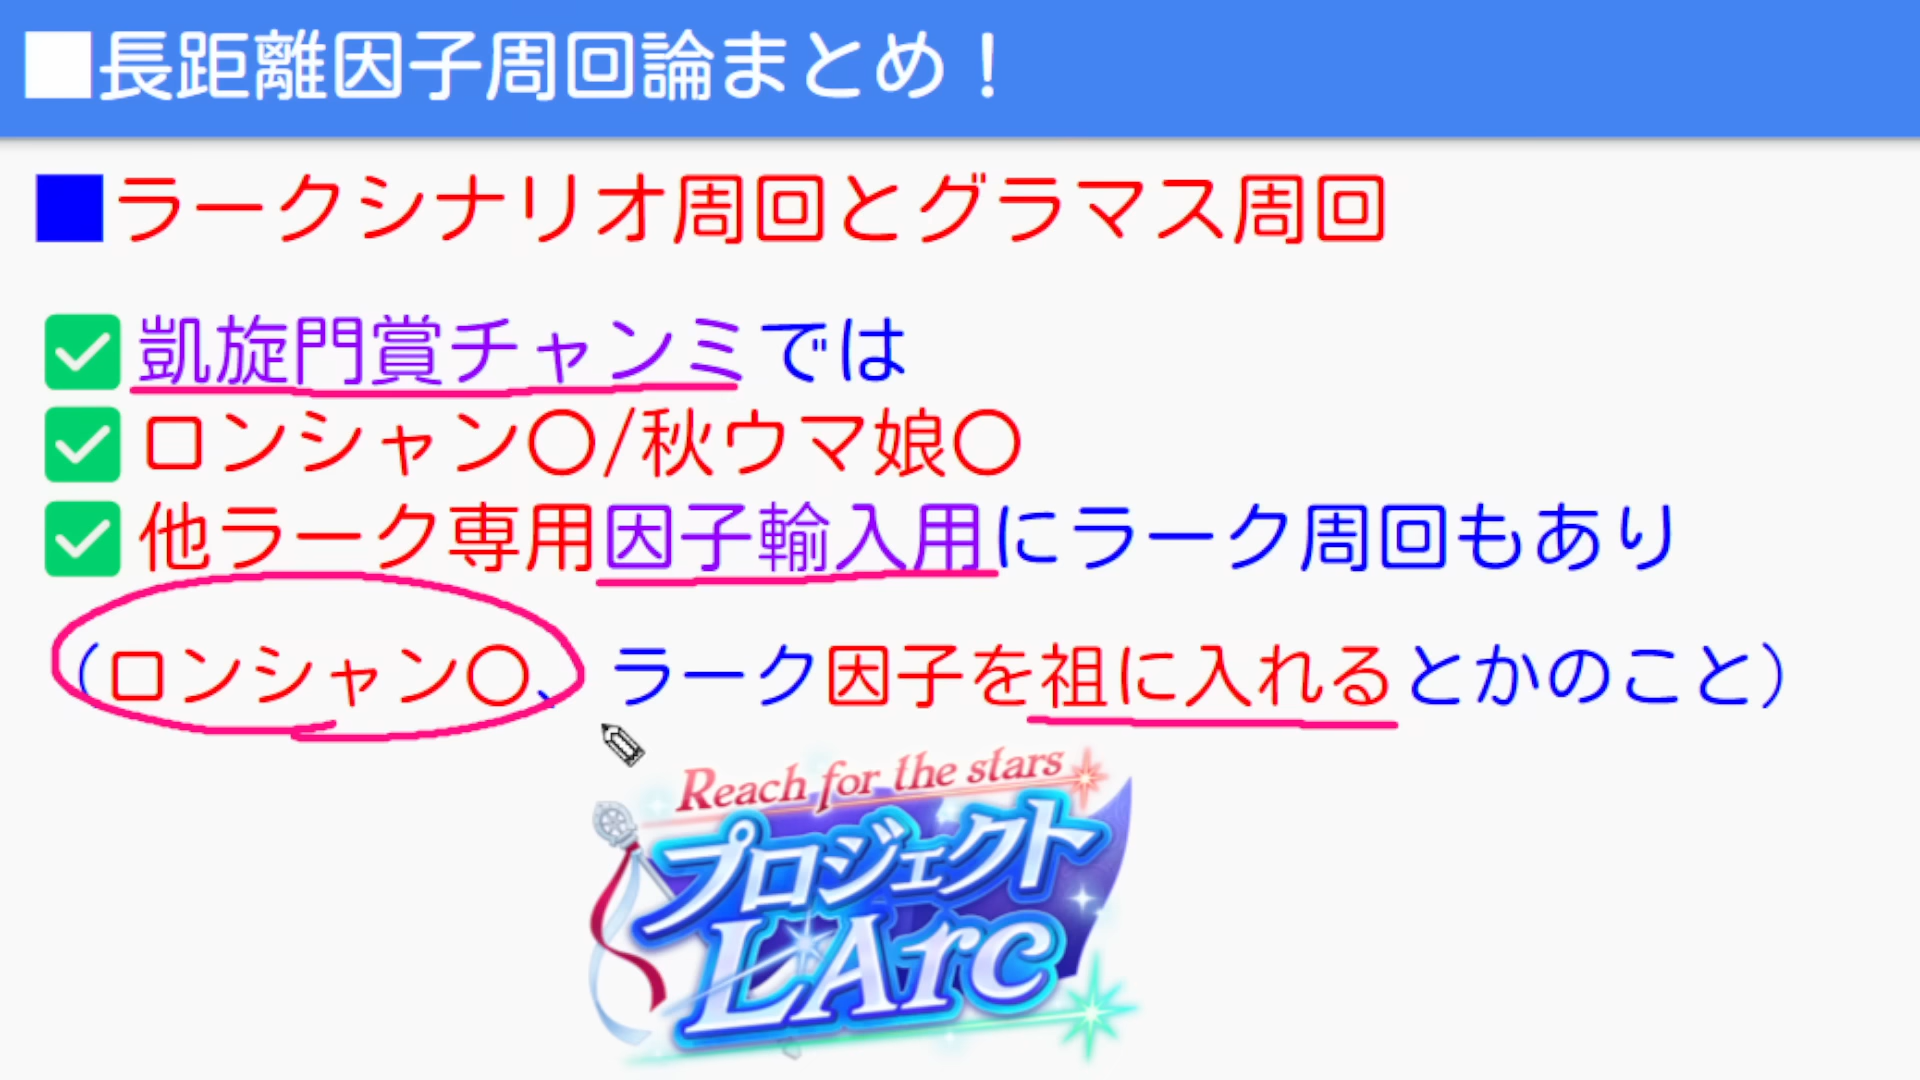 ■長距離因子周回論まとめ！
■ラークシナリオ周回とグラマス周回
✅凱旋門賞チャンミでは
✅ロンシャン〇/秋ウマ娘〇
✅他ラーク専用因子輸入用にラーク周回もあり
（ロンシャン〇、ラーク因子を祖に入れるとかのこと）
Reach for the stars
プロジェクト
L'Arc